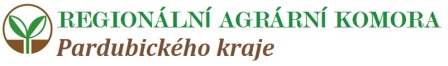 REGIONÁLNÍ AGRÁRNÍ KOMORA
Pardubického kraje